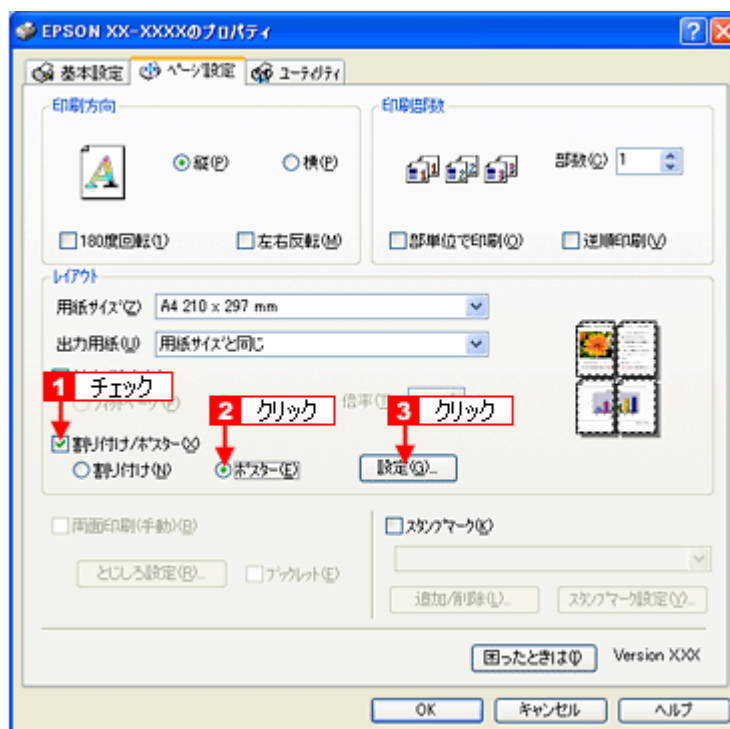 EPSON XX-XXXXのプロパティ
基本設定 ページ設定 ユーティリティ
印刷方向 印刷部数
縦(P) 横(P) 部数(C) 1
180度回転(1) 左右反転(M) 部単位で印刷(O) 逆順印刷(V)
レイアウト
用紙サイズ(Z) A4 210 x 297 mm
出力用紙(U) 用紙サイズと同じ
1 チェック
2 クリック 倍率 3 クリック
割り付け/ポスター(X)
割り付け(N) ポスター(E) 設定(G)...
両面印刷(手動)(B) スタンプマーク(K)
とじしろ設定(R)... ブックレット(E)
追加/削除(L)... スタンプマーク設定(Y)...
困ったときは(I) Version XXX
OK キャンセル ヘルプ